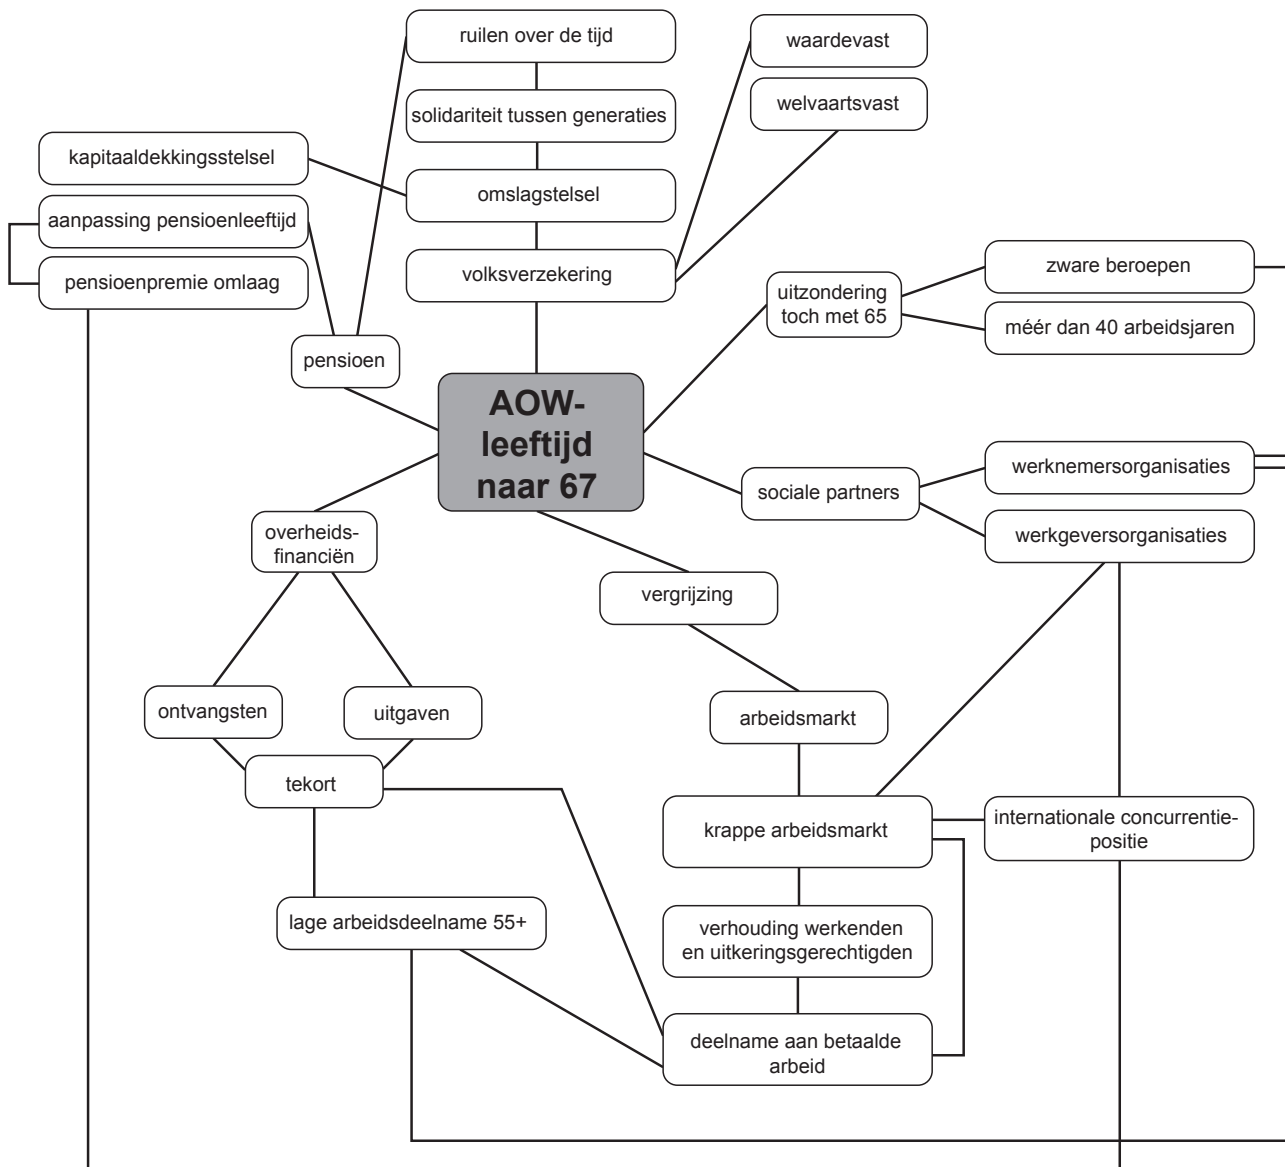 ruilen over de tijd
waardevast
welvaartsvast
solidariteit tussen generaties
kapitaaldekkingsstelsel
omslagstelsel
aanpassing pensioenleeftijd
pensioenpremie omlaag
volksverzekering
zware beroepen
uitzondering
toch met 65
méér dan 40 arbeidsjaren
pensioen
AOW-
leeftijd
naar 67
werknemersorganisaties
sociale partners
werkgeversorganisaties
overheids-
financiën
vergrijzing
ontvangsten
uitgaven
arbeidsmarkt
tekort
krappe arbeidsmarkt
internationale concurrentie-
positie
lage arbeidsdeelname 55+
verhouding werkenden
en uitkeringsgerechtigden
deelname aan betaalde
arbeid